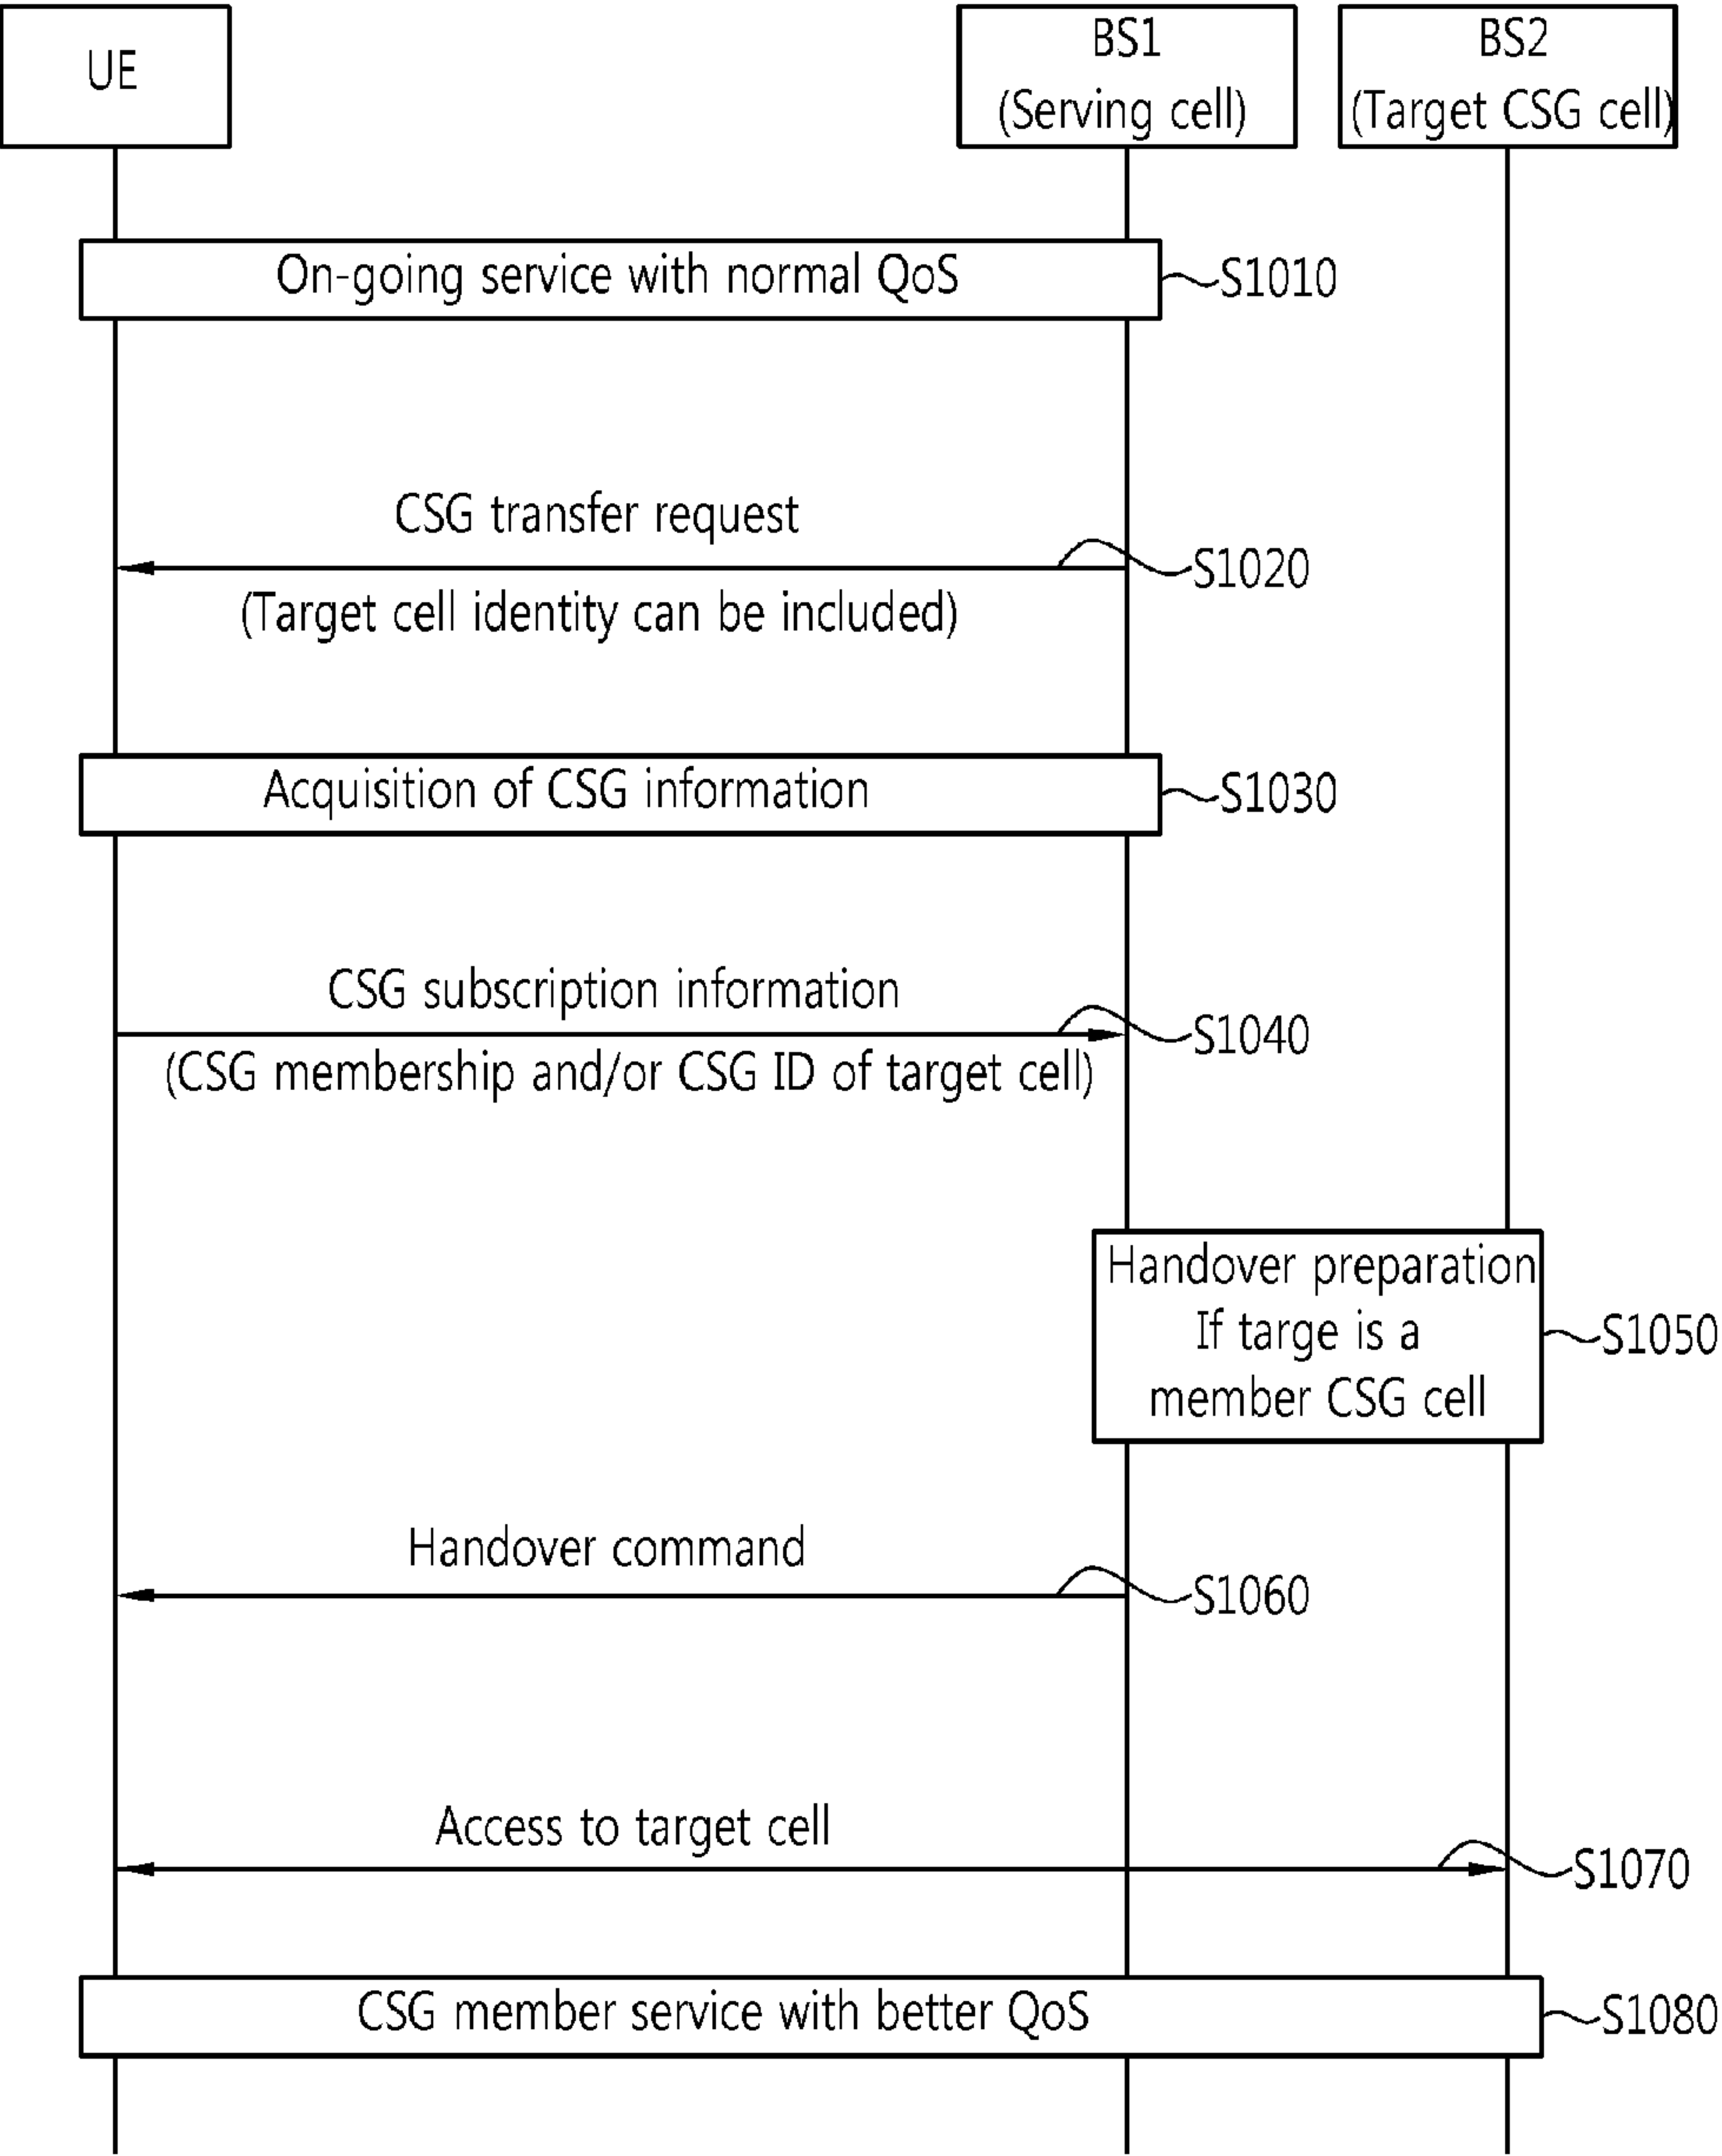 UE
BS1
(Serving cell)
BS2
(Target CSG cell)
On-going service with normal QoS
S1010
CSG transfer request
S1020
(Target cell identity can be included)
Acquisition of CSG information
S1030
CSG subscription information
S1040
(CSG membership and/or CSG ID of target cell)
Handover preparation
If targe is a
member CSG cell
S1050
Handover command
S1060
Access to target cell
S1070
CSG member service with better QoS
S1080